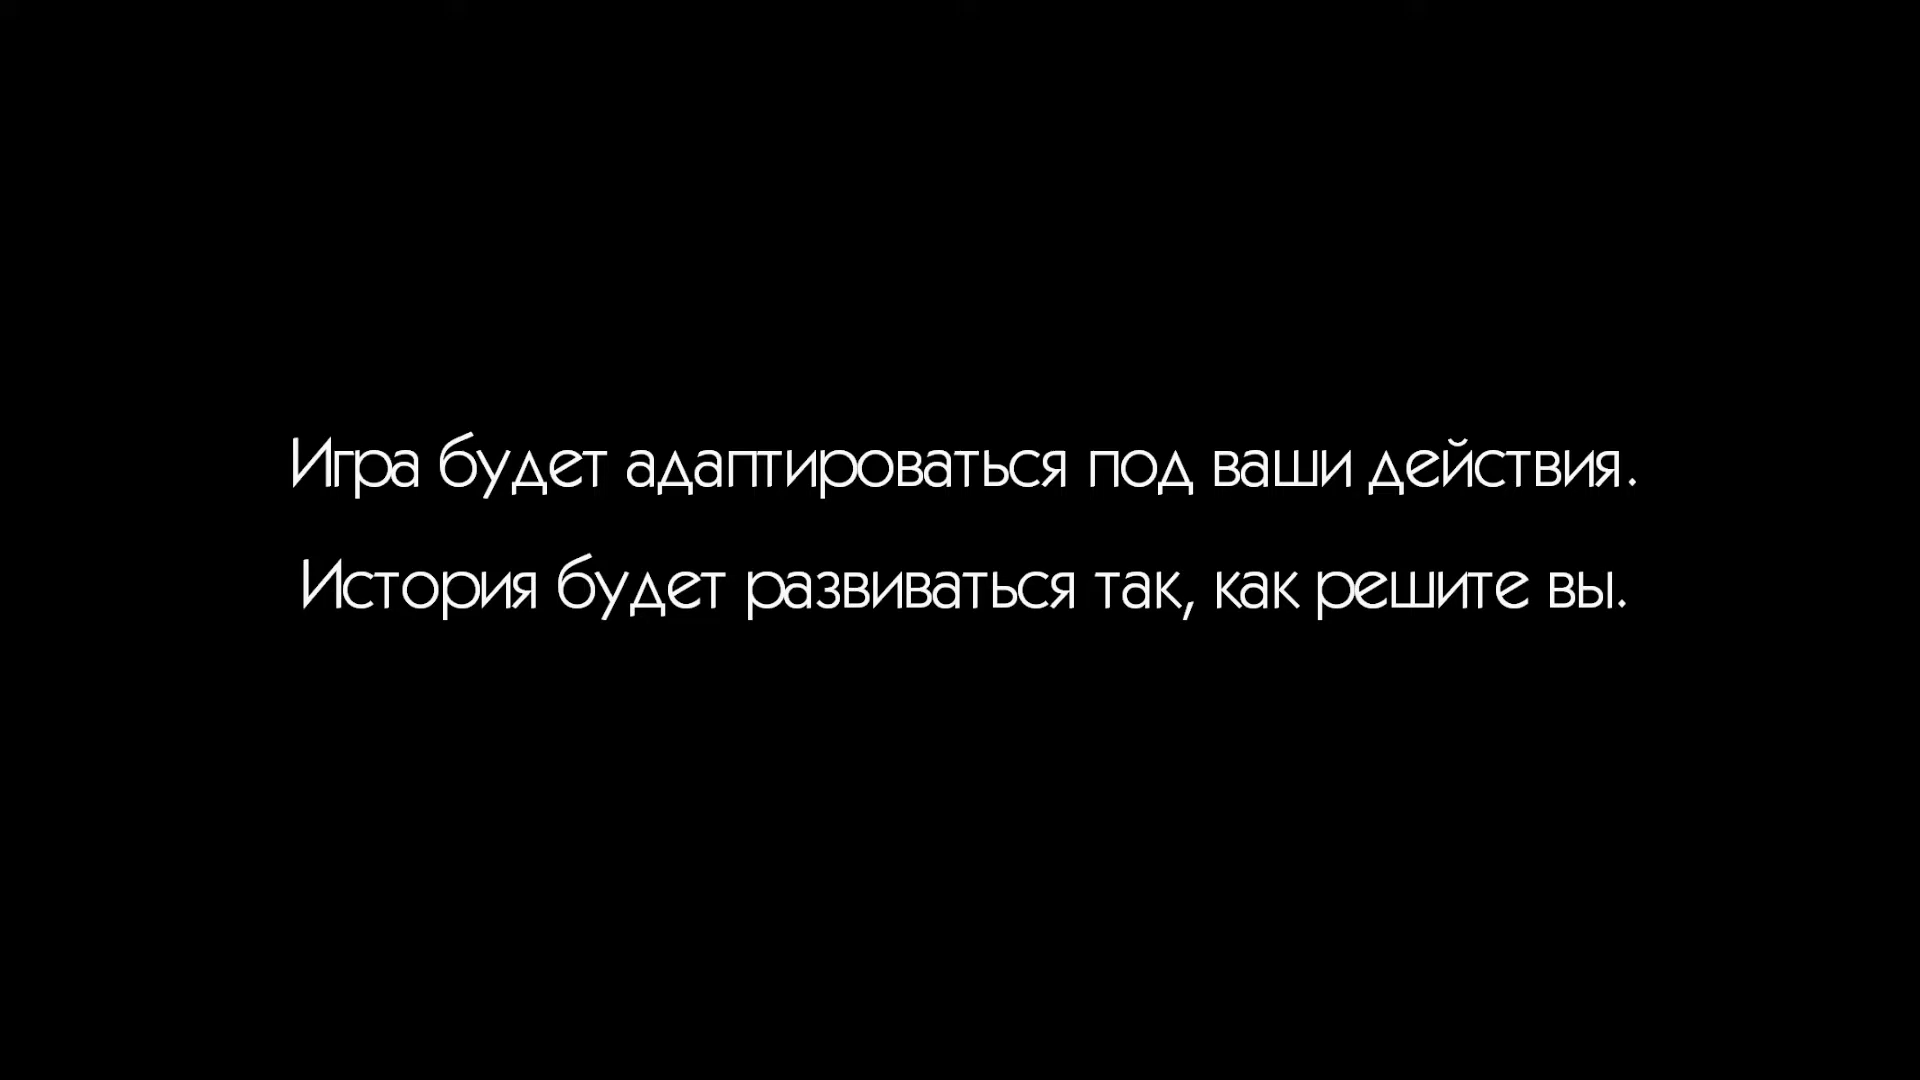 Игра будет адаптироваться под ваши действия.
История будет развиваться так, как решите вы.